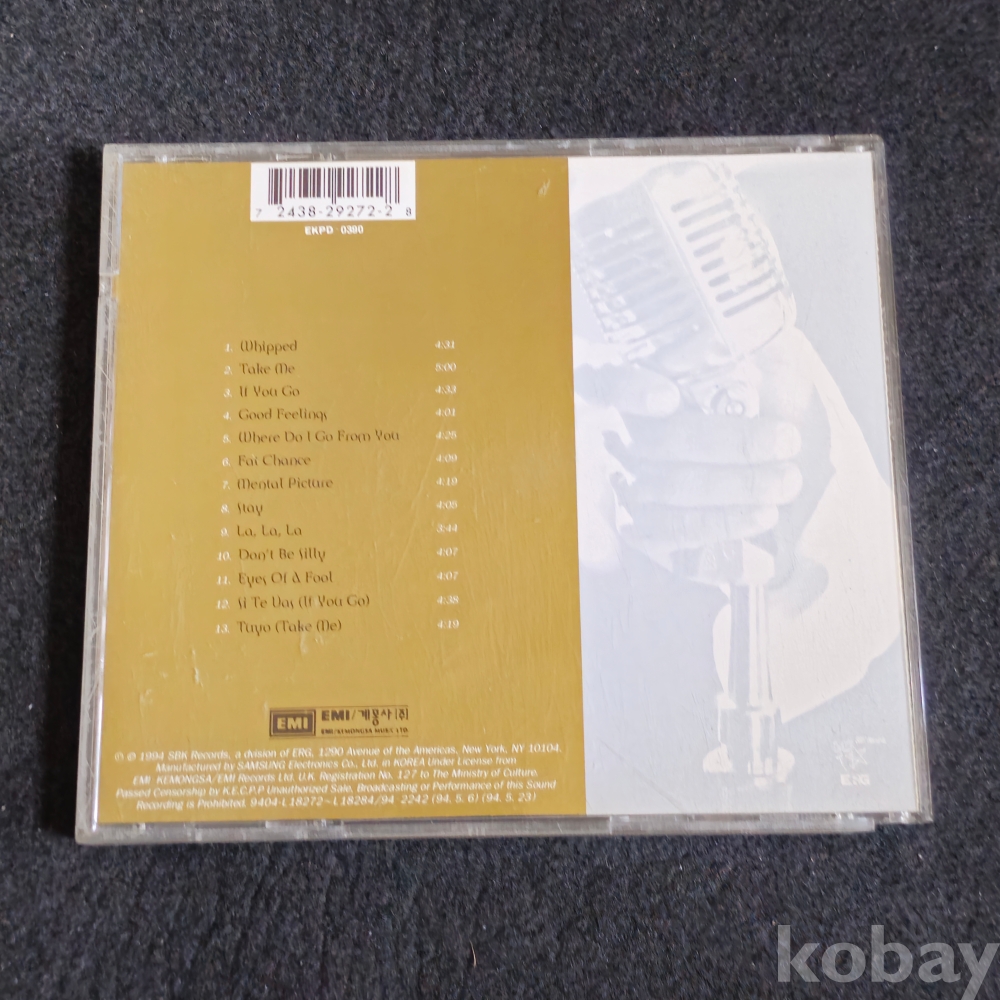 7 2438-29272-2 8
EKPD 0390
1. Whipped 4:31
2. Take Me 5:00
3. If You Go 4:33
4. Good Feelings 4:01
5. Where Do I Go From You 4:25
6. Fat Chance 4:09
7. Mental Picture 4:19
8. Stay 4:05
9. La, La, La 3:44
10. Don't Be Silly 4:07
11. Eyes Of A Fool 4:07
12. Si Te Vas (If You Go) 4:38
13. Tuyo (Take Me) 4:19
EMI EMI/계몽사(주)
EMI/KEMONGSA MUSIC LTD
℗ © 1994 SBK Records, a division of ERG, 1290 Avenue of the Americas, New York, NY 10104.
Manufactured by SAMSUNG Electronics Co., Ltd. in KOREA Under License from
EMI KEMONGSA/EMI Records Ltd. U.K. Registration No. 127 to The Ministry of Culture.
Passed Censorship by K.E.C.P.P Unauthorized Sale, Broadcasting or Performance of this Sound
Recording is Prohibited. 9404-L18272~L18284/94 2242 (94. 5. 6) (94. 5. 23)
ERG
kobay